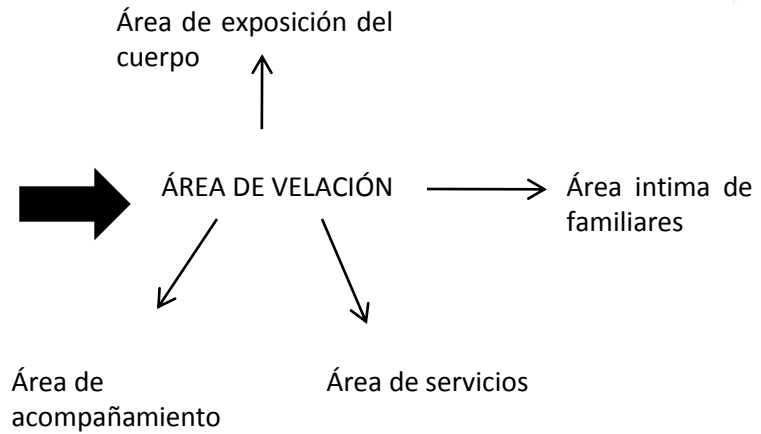 Área de exposición del
cuerpo
ÁREA DE VELACIÓN
Área intima de
familiares
Área de
acompañamiento
Área de servicios